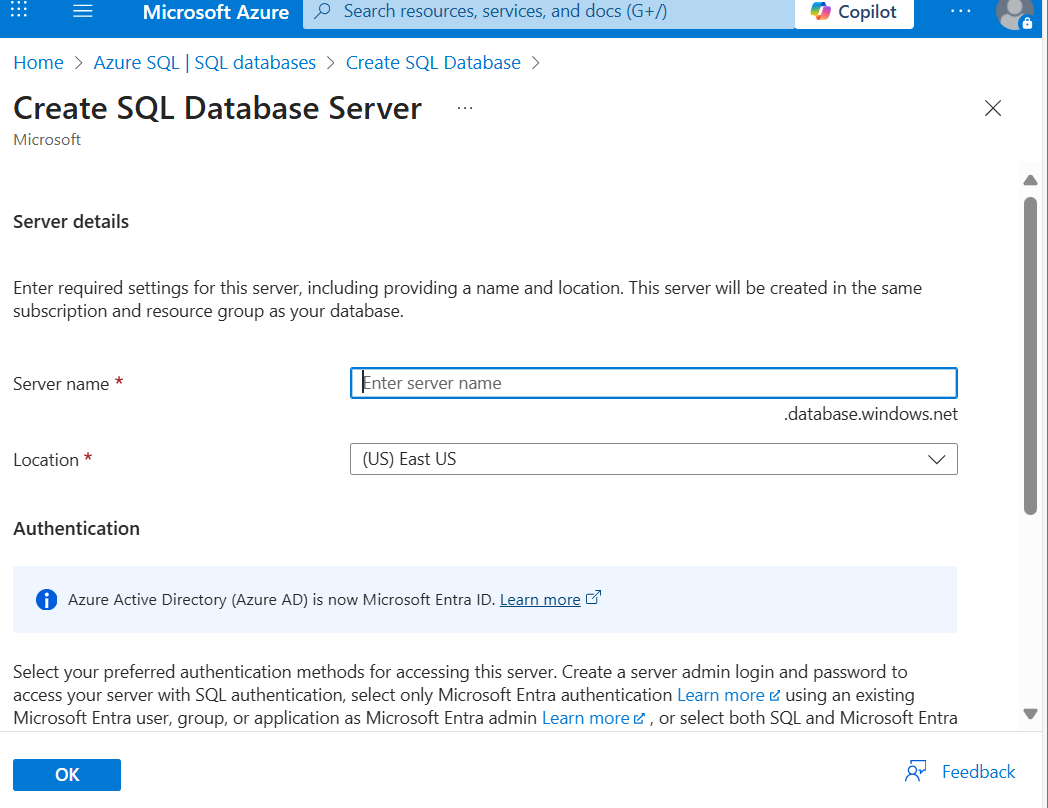 Microsoft Azure
Search resources, services, and docs (G+/)
Copilot
Home > Azure SQL | SQL databases > Create SQL Database >
Create SQL Database Server ...
Microsoft
Server details
Enter required settings for this server, including providing a name and location. This server will be created in the same
subscription and resource group as your database.
Server name *
Enter server name
.database.windows.net
Location *
(US) East US
Authentication
Azure Active Directory (Azure AD) is now Microsoft Entra ID. Learn more
Select your preferred authentication methods for accessing this server. Create a server admin login and password to
access your server with SQL authentication, select only Microsoft Entra authentication Learn more using an existing
Microsoft Entra user, group, or application as Microsoft Entra admin Learn more , or select both SQL and Microsoft Entra
OK
Feedback